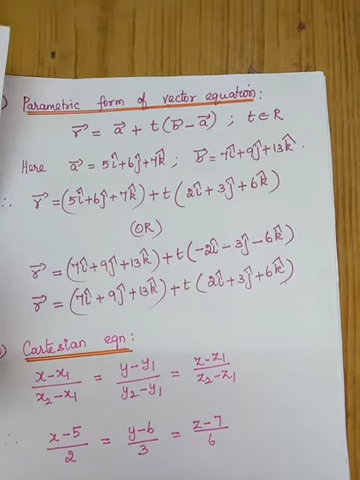 ) Parametric form of vector equation:
r⃗ = a⃗ + t(b⃗ − a⃗) ; t ∈ R
Here a⃗ = 5î+6ĵ+7k̂ ; b⃗ = 7î+9ĵ+13k̂.
∴ r⃗ = (5î+6ĵ+7k̂) + t(2î+3ĵ+6k̂)
(OR)
r⃗ = (7î+9ĵ+13k̂) + t(−2î−3ĵ−6k̂)
r⃗ = (7î+9ĵ+13k̂) + t(2î+3ĵ+6k̂)
) Cartesian eqn:
(x−x₁)/(x₂−x₁) = (y−y₁)/(y₂−y₁) = (z−z₁)/(z₂−z₁)
∴ (x−5)/2 = (y−6)/3 = (z−7)/6